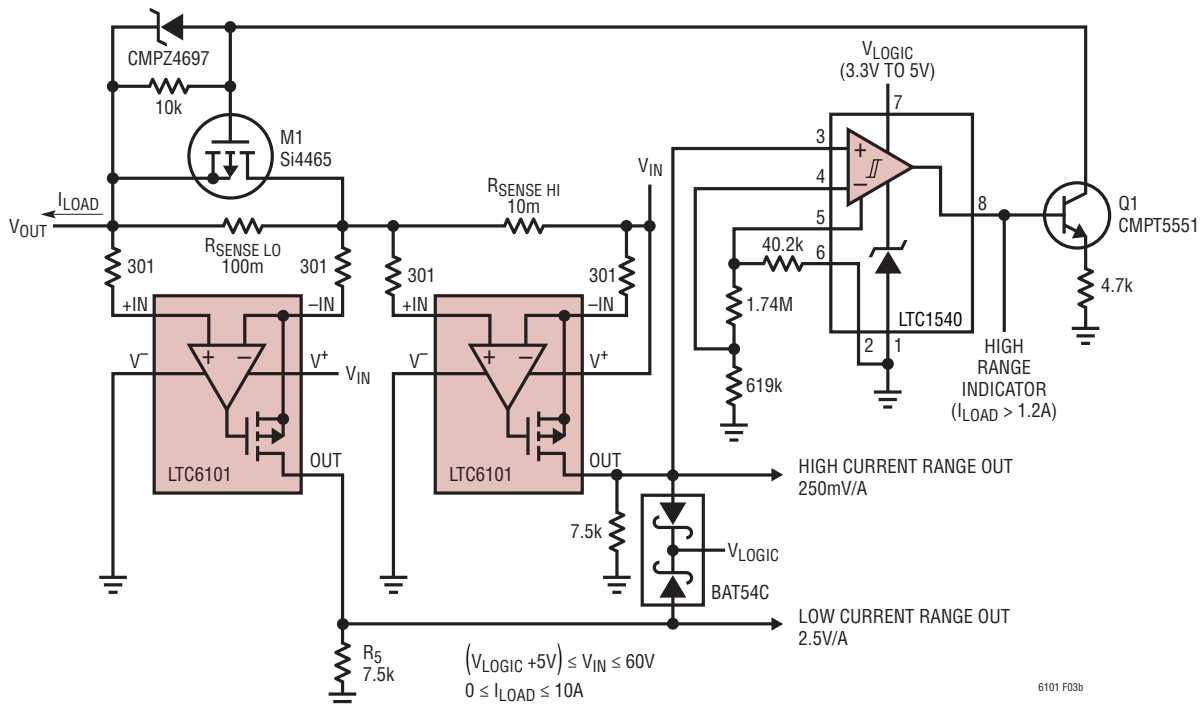 CMPZ4697
10k
M1
Si4465
VLOGIC
(3.3V TO 5V)
7
3
4
5
6
+
–
8
Q1
CMPT5551
4.7k
40.2k
1.74M
619k
LTC1540
2
1
HIGH
RANGE
INDICATOR
(ILOAD > 1.2A)
VIN
ILOAD
VOUT
RSENSE LO
100m
RSENSE HI
10m
301
301
301
301
+IN
–IN
+IN
–IN
V–
+
–
V+
VIN
V–
+
–
V+
OUT
LTC6101
OUT
LTC6101
HIGH CURRENT RANGE OUT
250mV/A
7.5k
VLOGIC
BAT54C
LOW CURRENT RANGE OUT
2.5V/A
R5
7.5k
(VLOGIC +5V) ≤ VIN ≤ 60V
0 ≤ ILOAD ≤ 10A
6101 F03b